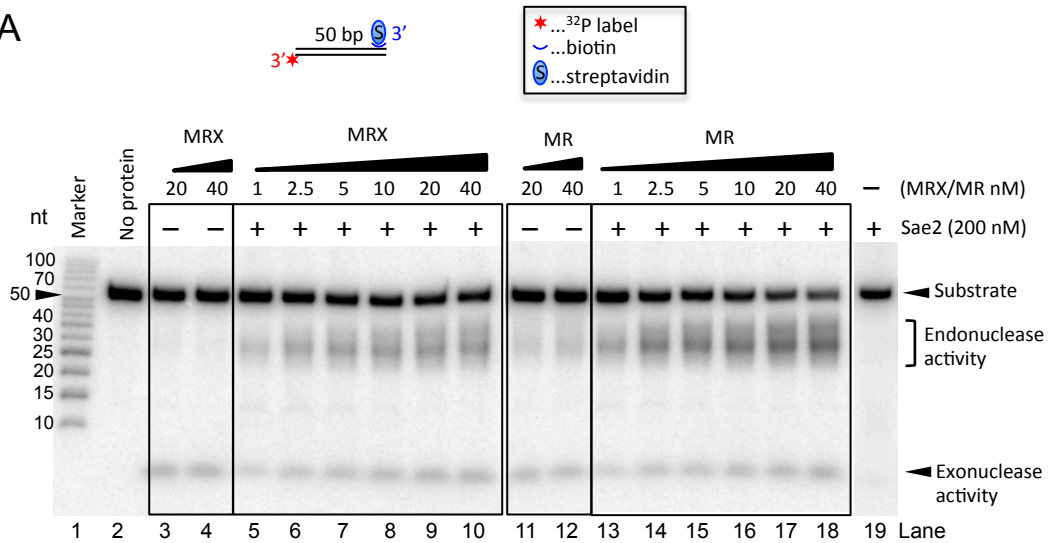 A
50 bp S 3’
3’
...³²P label
...biotin
S ...streptavidin
MRX MRX MR MR
Marker
No protein
20 40 1 2.5 5 10 20 40 20 40 1 2.5 5 10 20 40 – (MRX/MR nM)
nt – – + + + + + + – – + + + + + + + Sae2 (200 nM)
100
70
50 Substrate
40
30 Endonuclease
25 activity
20
15
10
Exonuclease
activity
1 2 3 4 5 6 7 8 9 10 11 12 13 14 15 16 17 18 19 Lane